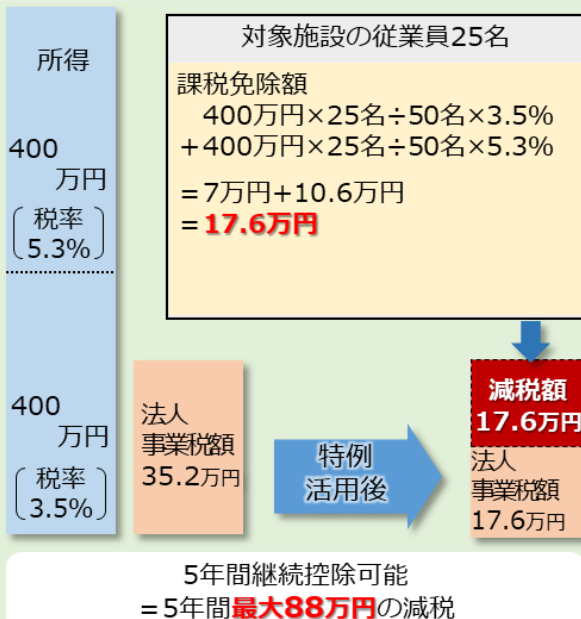 所得
400
万円
税率
5.3%
400
万円
税率
3.5%
対象施設の従業員25名
課税免除額
400万円×25名÷50名×3.5%
＋400万円×25名÷50名×5.3%
＝7万円＋10.6万円
＝17.6万円
法人
事業税額
35.2万円
特例
活用後
減税額
17.6万円
法人
事業税額
17.6万円
5年間継続控除可能
＝5年間最大88万円の減税